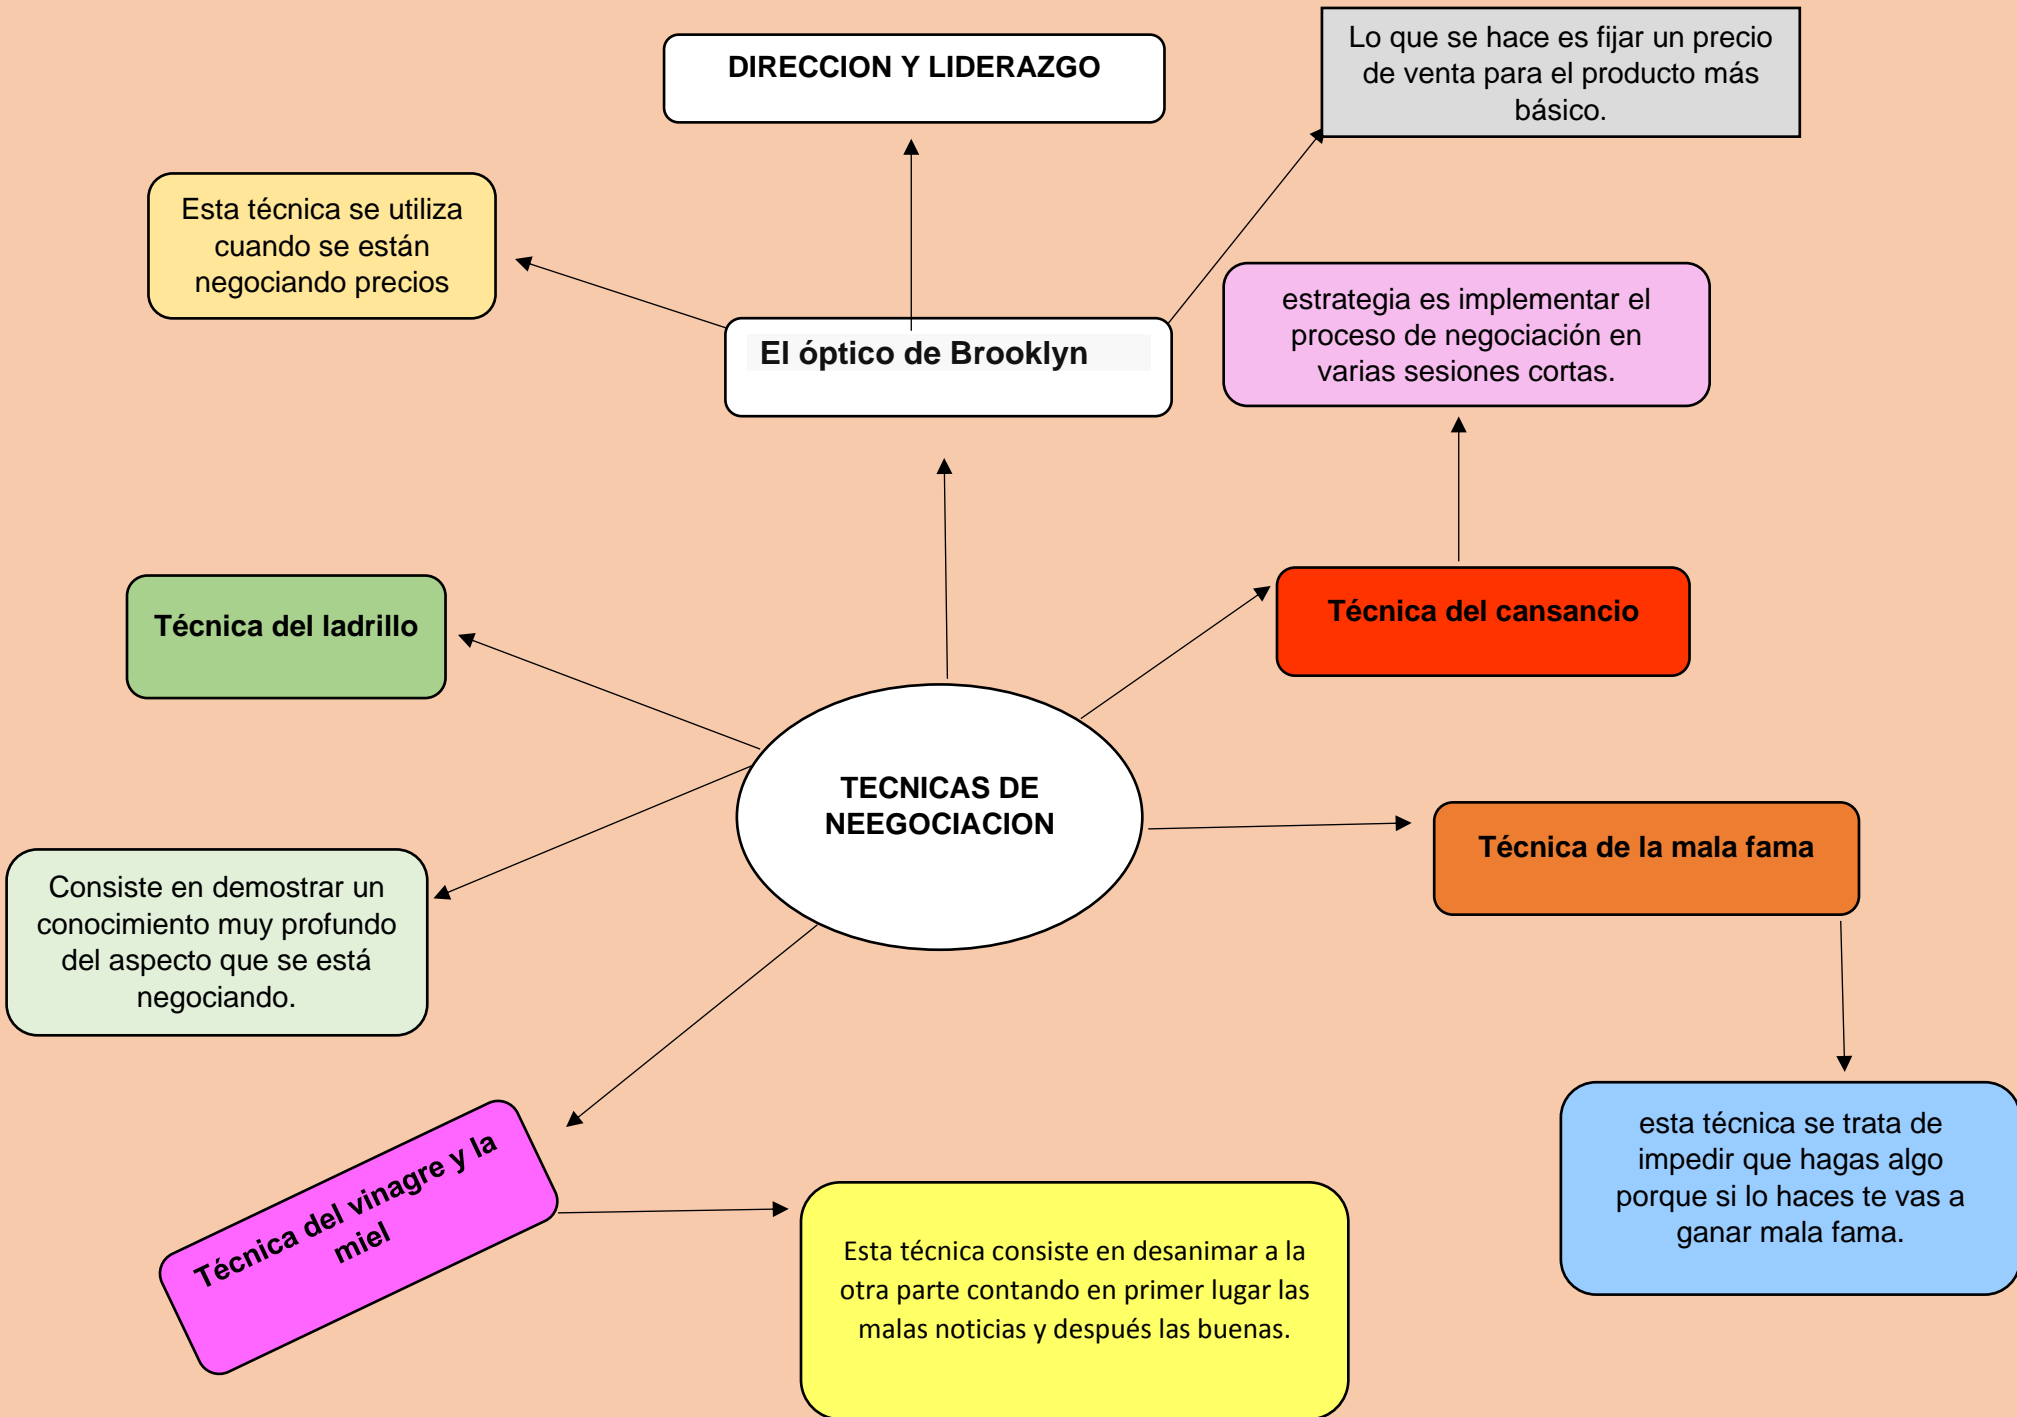 DIRECCION Y LIDERAZGO
Lo que se hace es fijar un precio
de venta para el producto más
básico.
Esta técnica se utiliza
cuando se están
negociando precios
estrategia es implementar el
proceso de negociación en
varias sesiones cortas.
El óptico de Brooklyn
Técnica del ladrillo
Técnica del cansancio
TECNICAS DE
NEEGOCIACION
Técnica de la mala fama
Consiste en demostrar un
conocimiento muy profundo
del aspecto que se está
negociando.
Técnica del vinagre y la
miel
esta técnica se trata de
impedir que hagas algo
porque si lo haces te vas a
ganar mala fama.
Esta técnica consiste en desanimar a la
otra parte contando en primer lugar las
malas noticias y después las buenas.